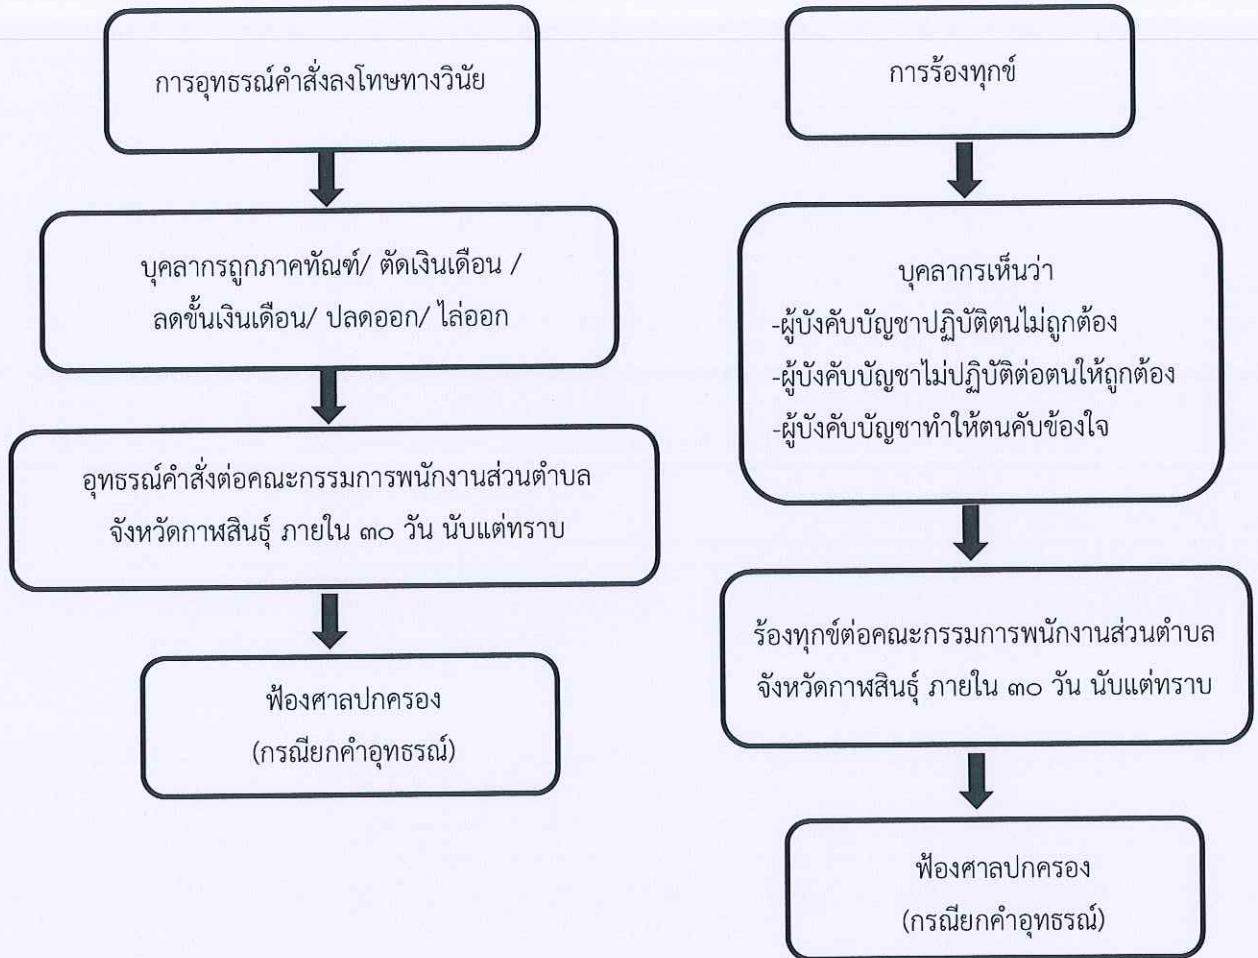 การอุทธรณ์คำสั่งลงโทษทางวินัย
บุคลากรถูกภาคทัณฑ์/ ตัดเงินเดือน /
ลดขั้นเงินเดือน/ ปลดออก/ ไล่ออก
อุทธรณ์คำสั่งต่อคณะกรรมการพนักงานส่วนตำบล
จังหวัดกาฬสินธุ์ ภายใน ๓๐ วัน นับแต่ทราบ
ฟ้องศาลปกครอง
(กรณียกคำอุทธรณ์)
การร้องทุกข์
บุคลากรเห็นว่า
-ผู้บังคับบัญชาปฏิบัติตนไม่ถูกต้อง
-ผู้บังคับบัญชาไม่ปฏิบัติต่อตนให้ถูกต้อง
-ผู้บังคับบัญชาทำให้ตนคับข้องใจ
ร้องทุกข์ต่อคณะกรรมการพนักงานส่วนตำบล
จังหวัดกาฬสินธุ์ ภายใน ๓๐ วัน นับแต่ทราบ
ฟ้องศาลปกครอง
(กรณียกคำอุทธรณ์)